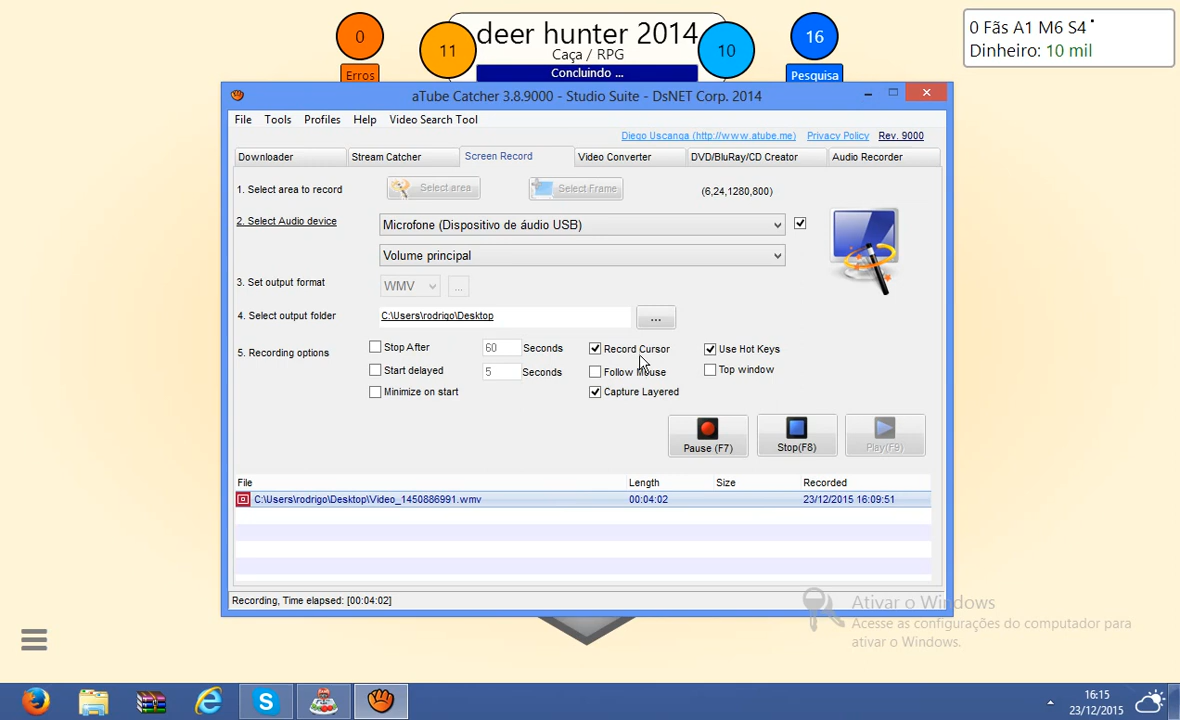 0
Erros
11
deer hunter 2014
Caça / RPG
Concluindo ...
10
16
Pesquisa
0 Fãs A1 M6 S4
Dinheiro: 10 mil
aTube Catcher 3.8.9000 - Studio Suite - DsNET Corp. 2014
File Tools Profiles Help Video Search Tool
Diego Uscanga (http://www.atube.me) Privacy Policy Rev. 9000
Downloader Stream Catcher Screen Record Video Converter DVD/BluRay/CD Creator Audio Recorder
1. Select area to record Select area Select Frame (6,24,1280,800)
2. Select Audio device Microfone (Dispositivo de áudio USB)
Volume principal
3. Set output format WMV ...
4. Select output folder C:\Users\rodrigo\Desktop ...
5. Recording options Stop After 60 Seconds Record Cursor Use Hot Keys
Start delayed 5 Seconds Follow Mouse Top window
Minimize on start Capture Layered
Pause (F7) Stop(F8) Play(F9)
File Length Size Recorded
C:\Users\rodrigo\Desktop\Video_1450886991.wmv 00:04:02 23/12/2015 16:09:51
Recording, Time elapsed: [00:04:02]
Ativar o Windows
Acesse as configurações do computador para
ativar o Windows.
16:15
23/12/2015